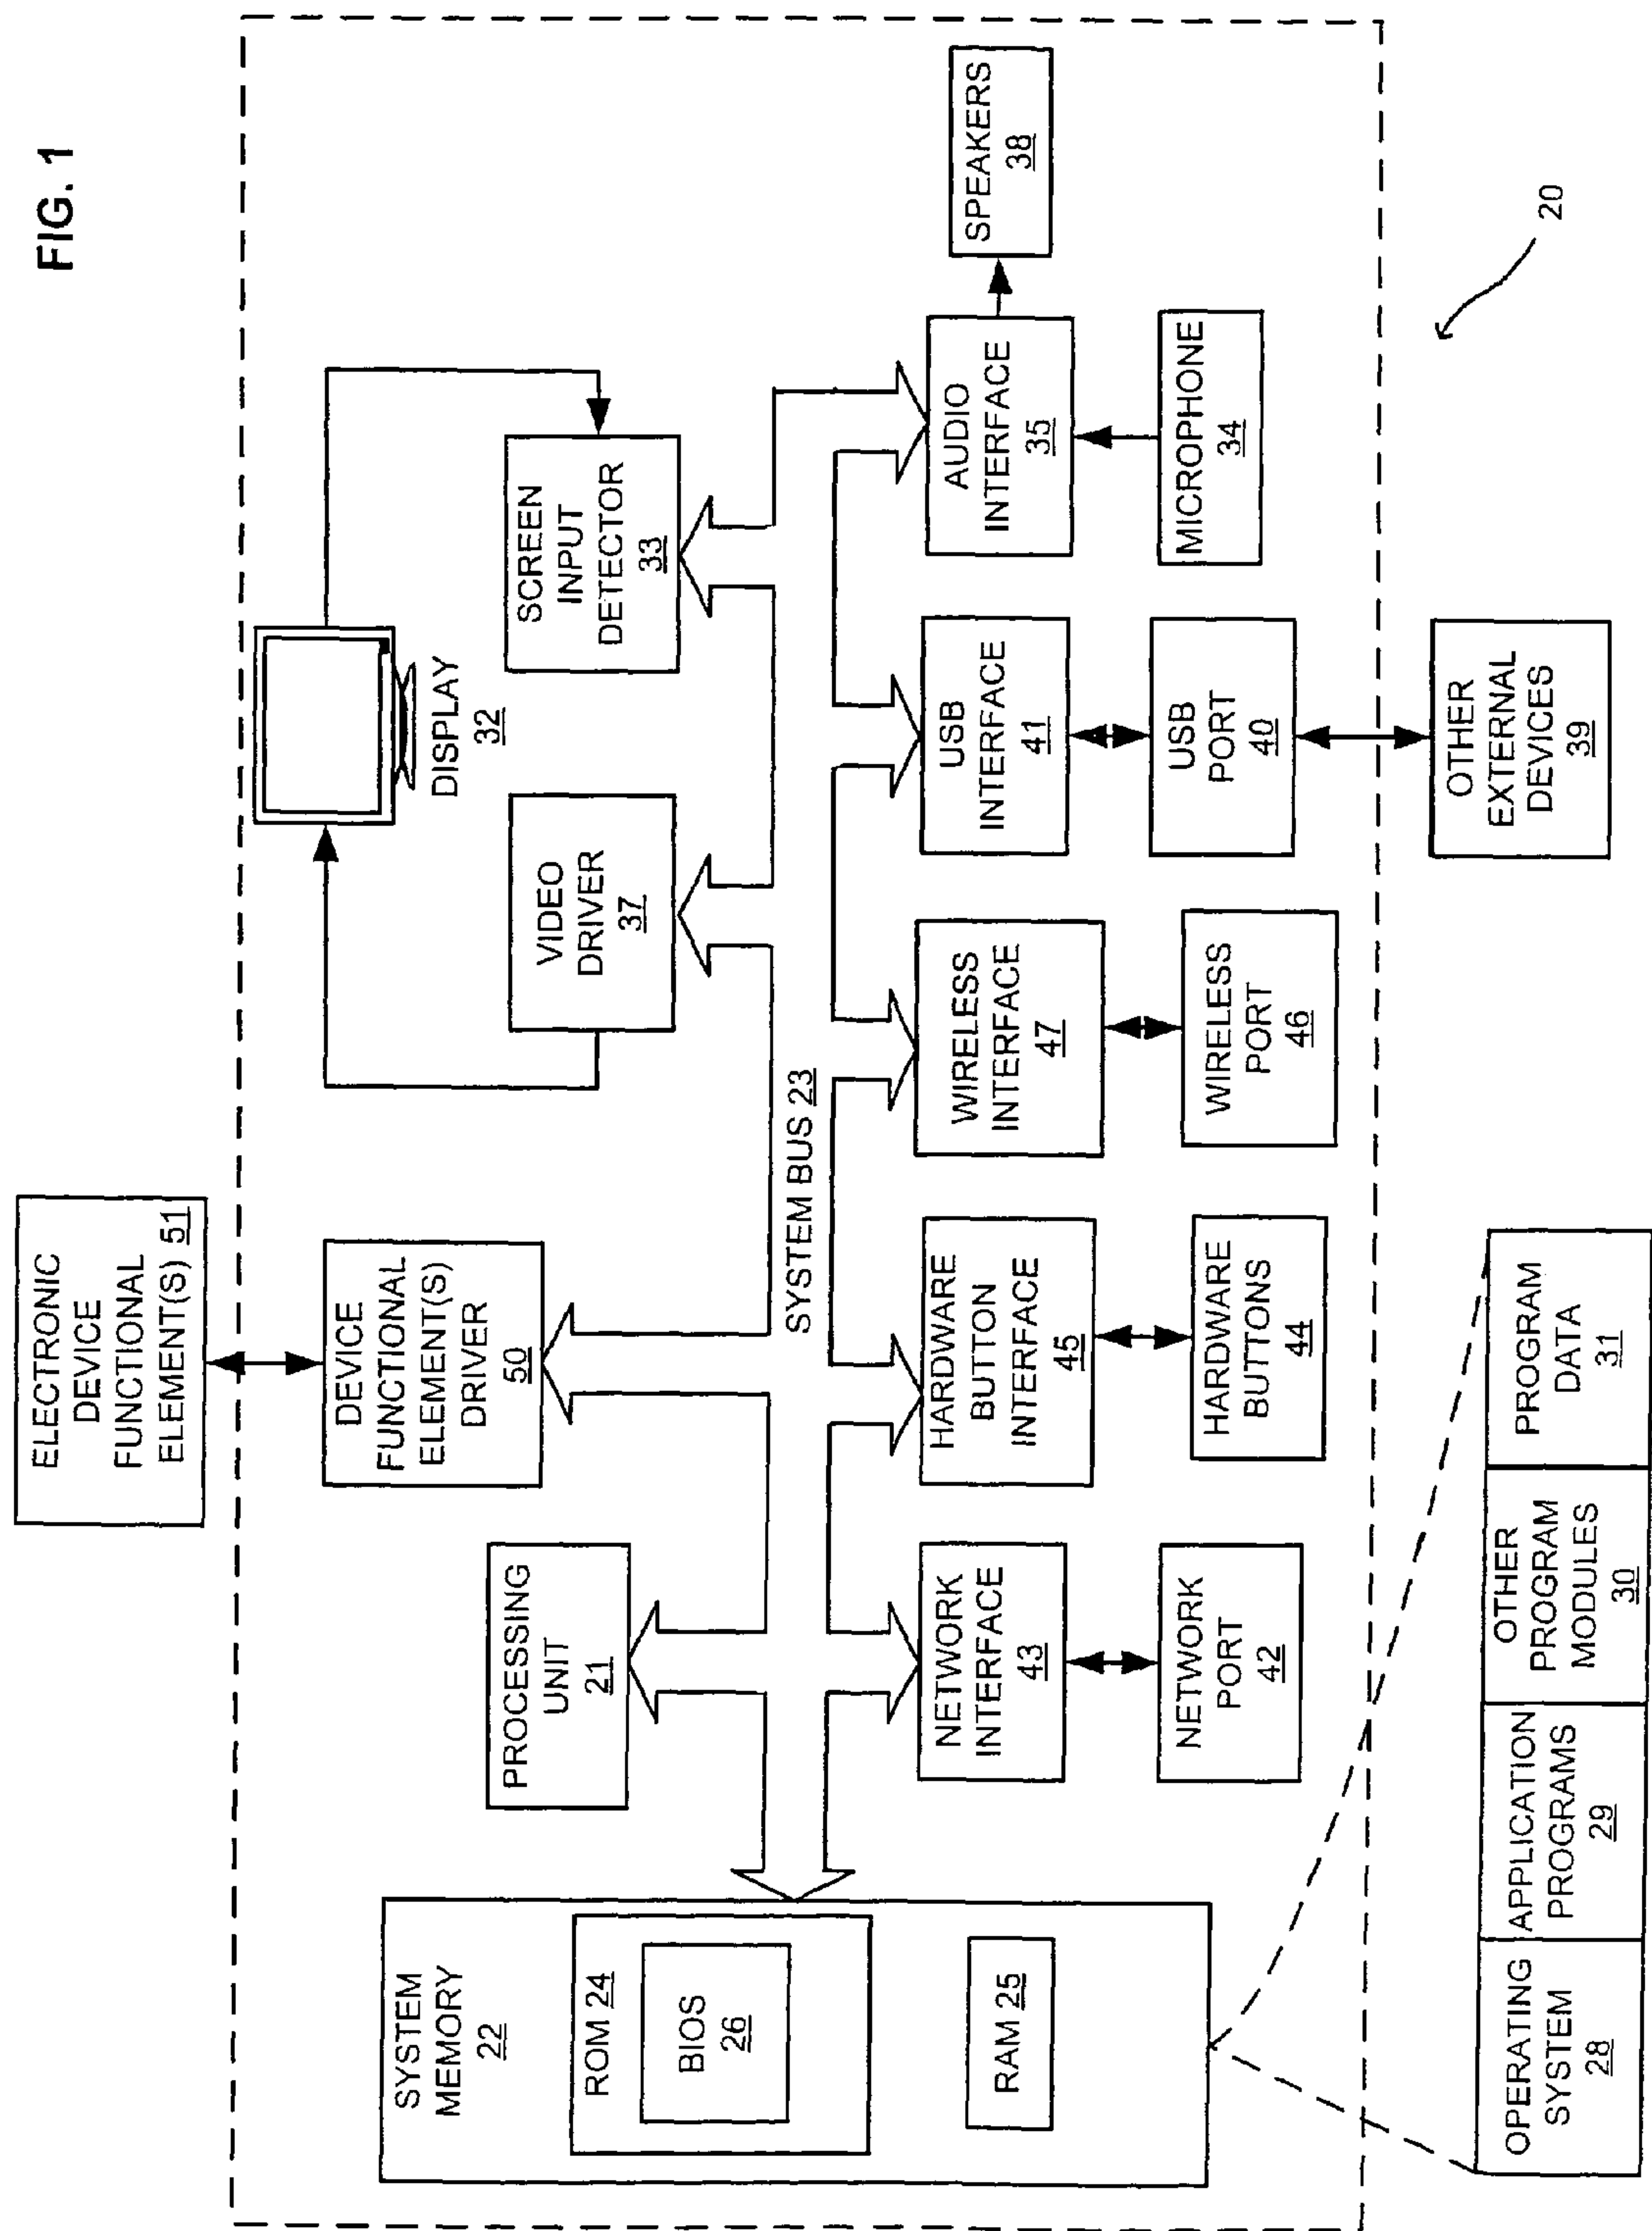 FIG. 1
ELECTRONIC
DEVICE
FUNCTIONAL
ELEMENT(S) 51
SYSTEM
MEMORY
22
ROM 24
BIOS
26
RAM 25
PROCESSING
UNIT
21
DEVICE
FUNCTIONAL
ELEMENT(S)
DRIVER
50
VIDEO
DRIVER
37
DISPLAY
32
SCREEN
INPUT
DETECTOR
33
SYSTEM BUS 23
NETWORK
INTERFACE
43
HARDWARE
BUTTON
INTERFACE
45
WIRELESS
INTERFACE
47
USB
INTERFACE
41
AUDIO
INTERFACE
35
SPEAKERS
38
NETWORK
PORT
42
HARDWARE
BUTTONS
44
WIRELESS
PORT
46
USB
PORT
40
MICROPHONE
34
OTHER
EXTERNAL
DEVICES
39
20
OPERATING
SYSTEM
28
APPLICATION
PROGRAMS
29
OTHER
PROGRAM
MODULES
30
PROGRAM
DATA
31